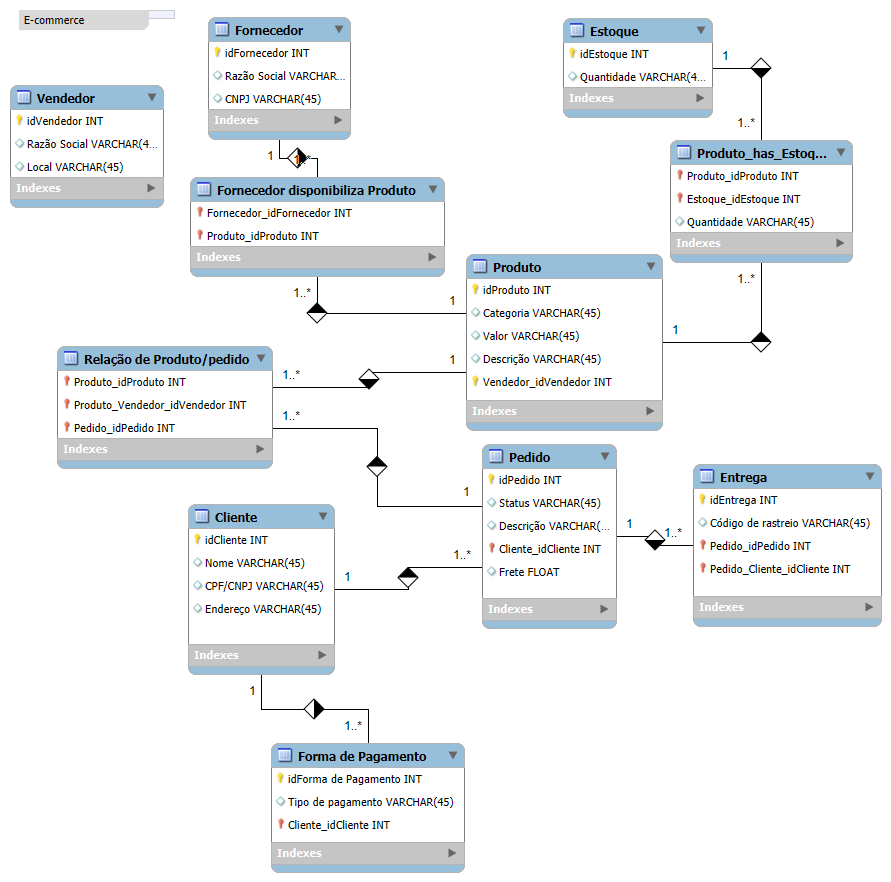 E-commerce
Fornecedor
idFornecedor INT
Razão Social VARCHAR...
CNPJ VARCHAR(45)
Indexes
Estoque
idEstoque INT
Quantidade VARCHAR(4...
Indexes
1
1..*
Vendedor
idVendedor INT
Razão Social VARCHAR(4...
Local VARCHAR(45)
Indexes
1
1..*
Fornecedor disponibiliza Produto
Fornecedor_idFornecedor INT
Produto_idProduto INT
Indexes
1..*
1
Produto_has_Estoq...
Produto_idProduto INT
Estoque_idEstoque INT
Quantidade VARCHAR(45)
Indexes
1..*
1
Produto
idProduto INT
Categoria VARCHAR(45)
Valor VARCHAR(45)
Descrição VARCHAR(45)
Vendedor_idVendedor INT
Indexes
Relação de Produto/pedido
Produto_idProduto INT
Produto_Vendedor_idVendedor INT
Pedido_idPedido INT
Indexes
1..*
1
1..*
1
Pedido
idPedido INT
Status VARCHAR(45)
Descrição VARCHAR(...
Cliente_idCliente INT
Frete FLOAT
Indexes
1
1..*
Entrega
idEntrega INT
Código de rastreio VARCHAR(45)
Pedido_idPedido INT
Pedido_Cliente_idCliente INT
Indexes
Cliente
idCliente INT
Nome VARCHAR(45)
CPF/CNPJ VARCHAR(45)
Endereço VARCHAR(45)
Indexes
1
1..*
1
1..*
Forma de Pagamento
idForma de Pagamento INT
Tipo de pagamento VARCHAR(45)
Cliente_idCliente INT
Indexes